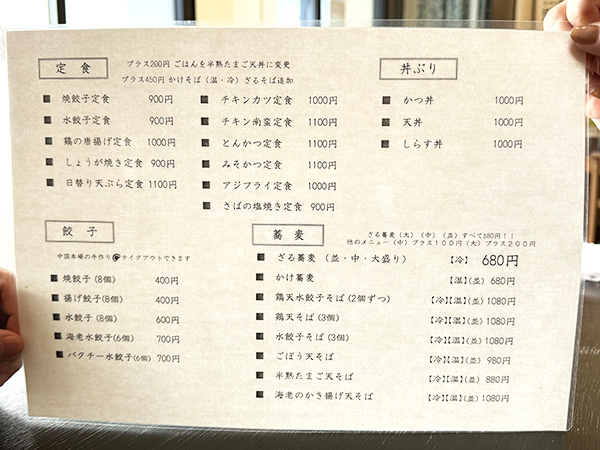 定食
プラス200円 ごはんを半熟たまご天丼に変更
プラス450円 かけそば（温・冷）ざるそば追加
焼餃子定食 900円
水餃子定食 900円
鶏の唐揚げ定食 1000円
しょうが焼き定食 900円
日替り天ぷら定食 1100円
チキンカツ定食 1000円
チキン南蛮定食 1100円
とんかつ定食 1100円
みそかつ定食 1100円
アジフライ定食 1000円
さばの塩焼き定食 900円
丼ぶり
かつ丼 1000円
天丼 1000円
しらす丼 1000円
餃子
中国本場の手作り テイクアウトできます
焼餃子(8個) 400円
揚げ餃子(8個) 400円
水餃子(8個) 600円
海老水餃子(6個) 700円
パクチー水餃子(6個) 700円
蕎麦
ざる蕎麦（大）（中）（並）すべて680円！！
他のメニュー（中）プラス１００円（大）プラス２００円
ざる蕎麦（並・中・大盛り） 【冷】 680円
かけ蕎麦 【温】(並) 680円
鶏天水餃子そば(2個ずつ) 【冷】【温】(並) 1080円
鶏天そば(3個) 【冷】【温】(並) 1080円
水餃子そば(3個) 【冷】【温】(並) 1080円
ごぼう天そば 【冷】【温】(並) 980円
半熟たまご天そば 【冷】【温】(並) 880円
海老のかき揚げ天そば 【冷】【温】(並) 1080円